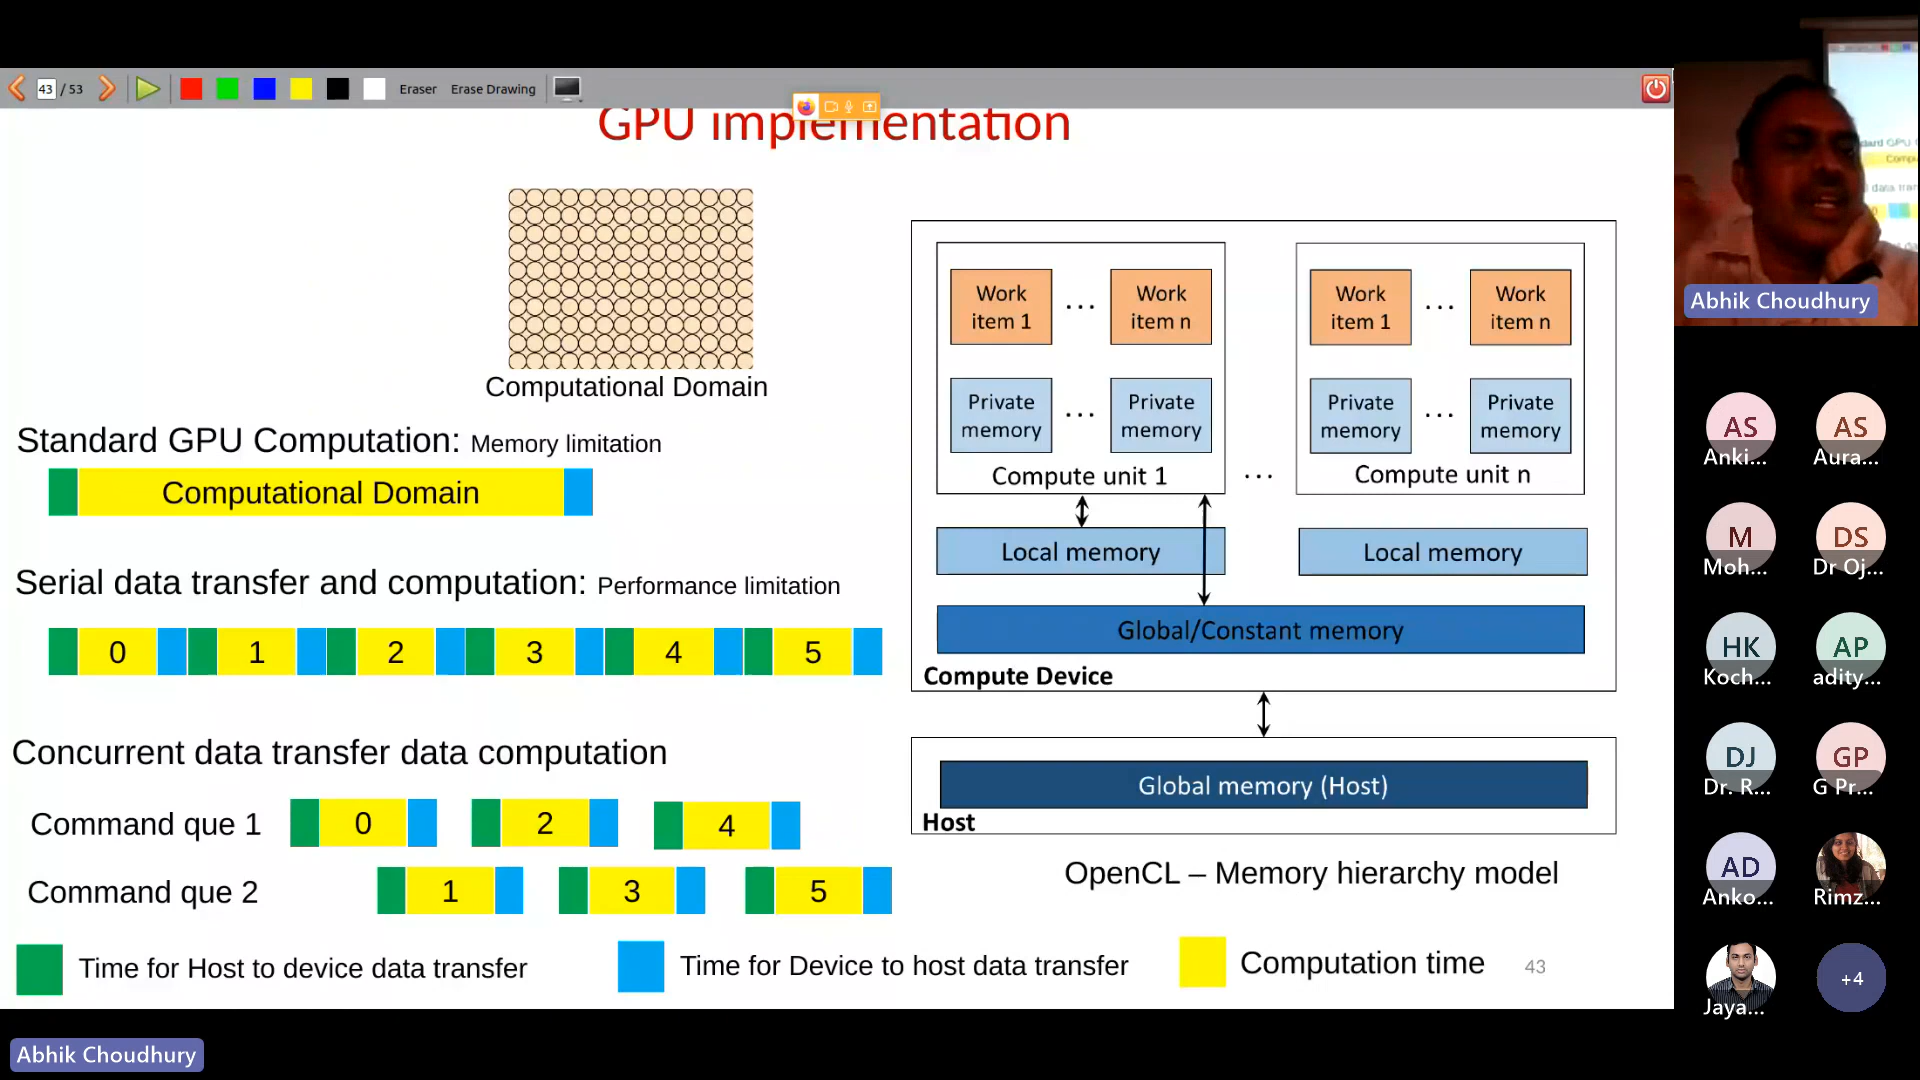 43 / 53
Eraser
Erase Drawing
GPU implementation
Computational Domain
Standard GPU Computation: Memory limitation
Computational Domain
Serial data transfer and computation: Performance limitation
0 1 2 3 4 5
Concurrent data transfer data computation
Command que 1
0 2 4
Command que 2
1 3 5
Time for Host to device data transfer
Time for Device to host data transfer
Computation time
43
Work item 1
...
Work item n
Work item 1
...
Work item n
Private memory
...
Private memory
Private memory
...
Private memory
Compute unit 1
...
Compute unit n
Local memory
Local memory
Global/Constant memory
Compute Device
Global memory (Host)
Host
OpenCL – Memory hierarchy model
Abhik Choudhury
AS
Anki...
AS
Aura...
M
Moh...
DS
Dr Oj...
HK
Koch...
AP
adity...
DJ
Dr. R...
GP
G Pr...
AD
Anko...
Rimz...
Jaya...
+4
Abhik Choudhury